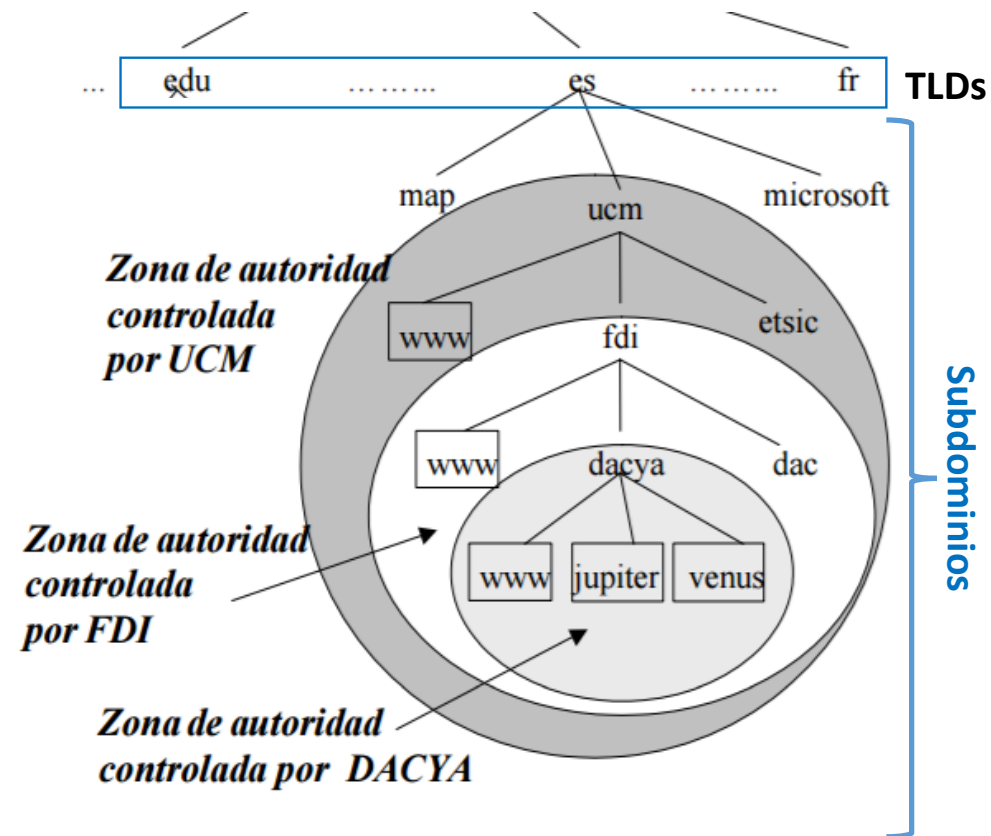 ... edu ……... es ……... fr TLDs
map ucm microsoft
Zona de autoridad
controlada
por UCM
www fdi etsic
www dacya dac
Subdominios
Zona de autoridad
controlada
por FDI
www jupiter venus
Zona de autoridad
controlada por DACYA